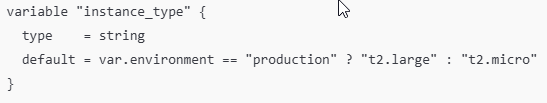 variable "instance_type" {
  type    = string
  default = var.environment == "production" ? "t2.large" : "t2.micro"
}